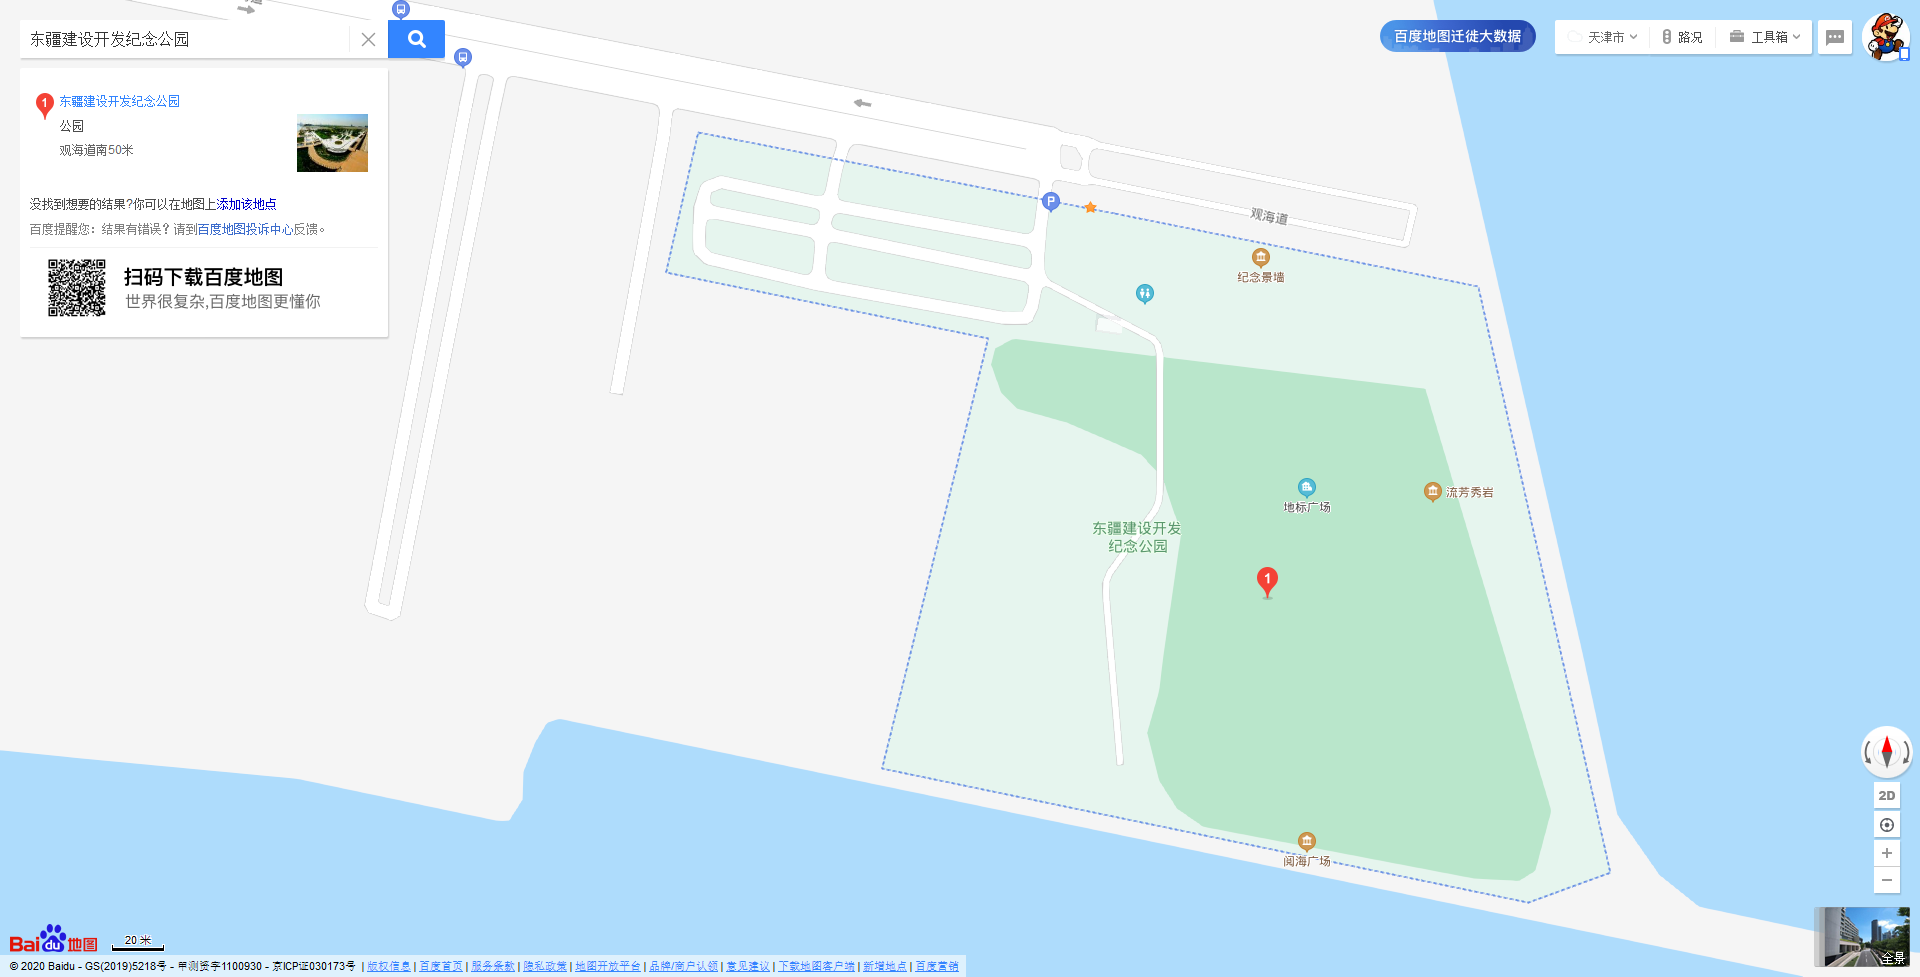 东疆建设开发纪念公园
百度地图迁徙大数据
天津市
路况
工具箱
1
东疆建设开发纪念公园
公园
观海道南50米
没找到想要的结果?你可以在地图上添加该地点
百度提醒您：结果有错误？请到百度地图投诉中心反馈。
扫码下载百度地图
世界很复杂,百度地图更懂你
P
观海道
纪念景墙
地标广场
流芳秀岩
东疆建设开发
纪念公园
1
阅海广场
2D
全景
Bai du 地图
20 米
© 2020 Baidu - GS(2019)5218号 - 甲测资字1100930 - 京ICP证030173号 | 版权信息 | 百度首页 | 服务条款 | 隐私政策 | 地图开放平台 | 品牌/商户认领 | 意见建议 | 下载地图客户端 | 新增地点 | 百度营销